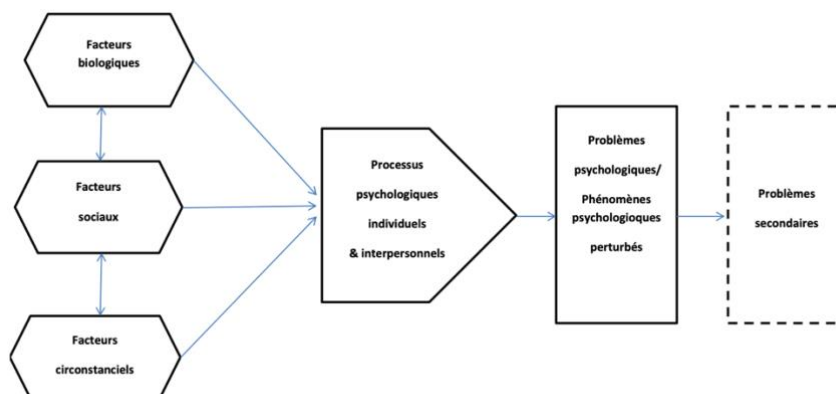 Facteurs
biologiques
Facteurs
sociaux
Facteurs
circonstanciels
Processus
psychologiques
individuels
& interpersonnels
Problèmes
psychologiques/
Phénomènes
psychologioques
perturbés
Problèmes
secondaires